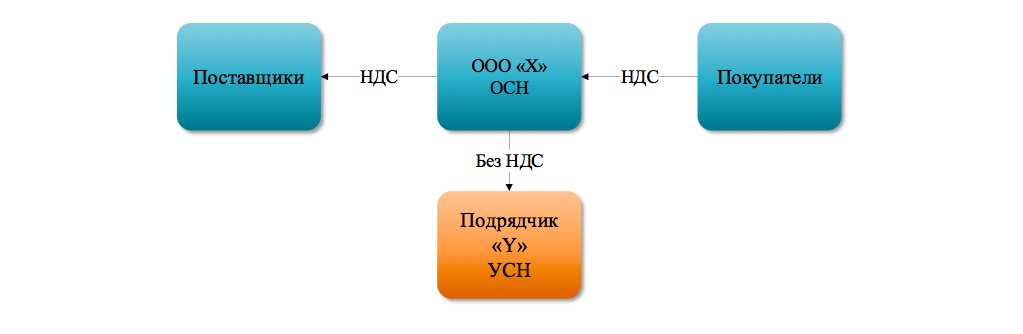 Поставщики
НДС
ООО «X»
ОСН
НДС
Покупатели
Без НДС
Подрядчик
«Y»
УСН